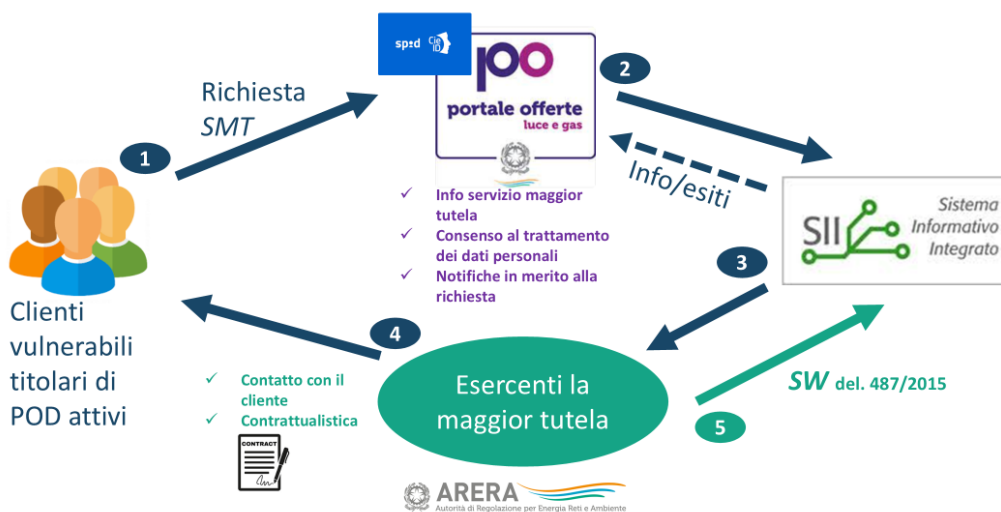 spid CieID
po
portale offerte
luce e gas
2
Richiesta
SMT
1
Info/esiti
✓ Info servizio maggior
tutela
✓ Consenso al trattamento
dei dati personali
✓ Notifiche in merito alla
richiesta
SII
Sistema
Informativo
Integrato
3
Clienti
vulnerabili
titolari di
POD attivi
4
✓ Contatto con il
cliente
✓ Contrattualistica
CONTRACT
Esercenti la
maggior tutela
SW del. 487/2015
5
ARERA
Autorità di Regolazione per Energia Reti e Ambiente